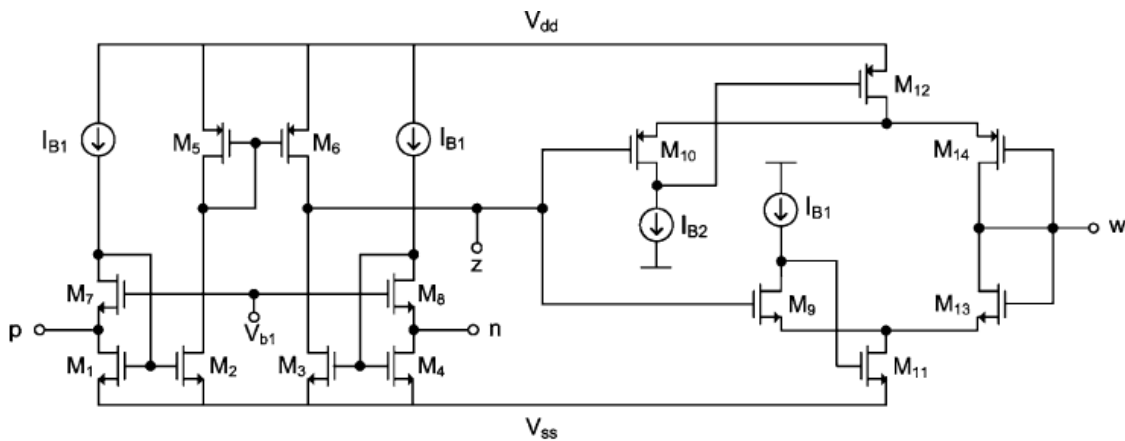 V_dd
I_B1
M_5
M_6
I_B1
M_12
M_10
M_14
I_B2
I_B1
w
z
M_7
M_8
M_9
M_13
p
V_b1
n
M_1
M_2
M_3
M_4
M_11
V_ss